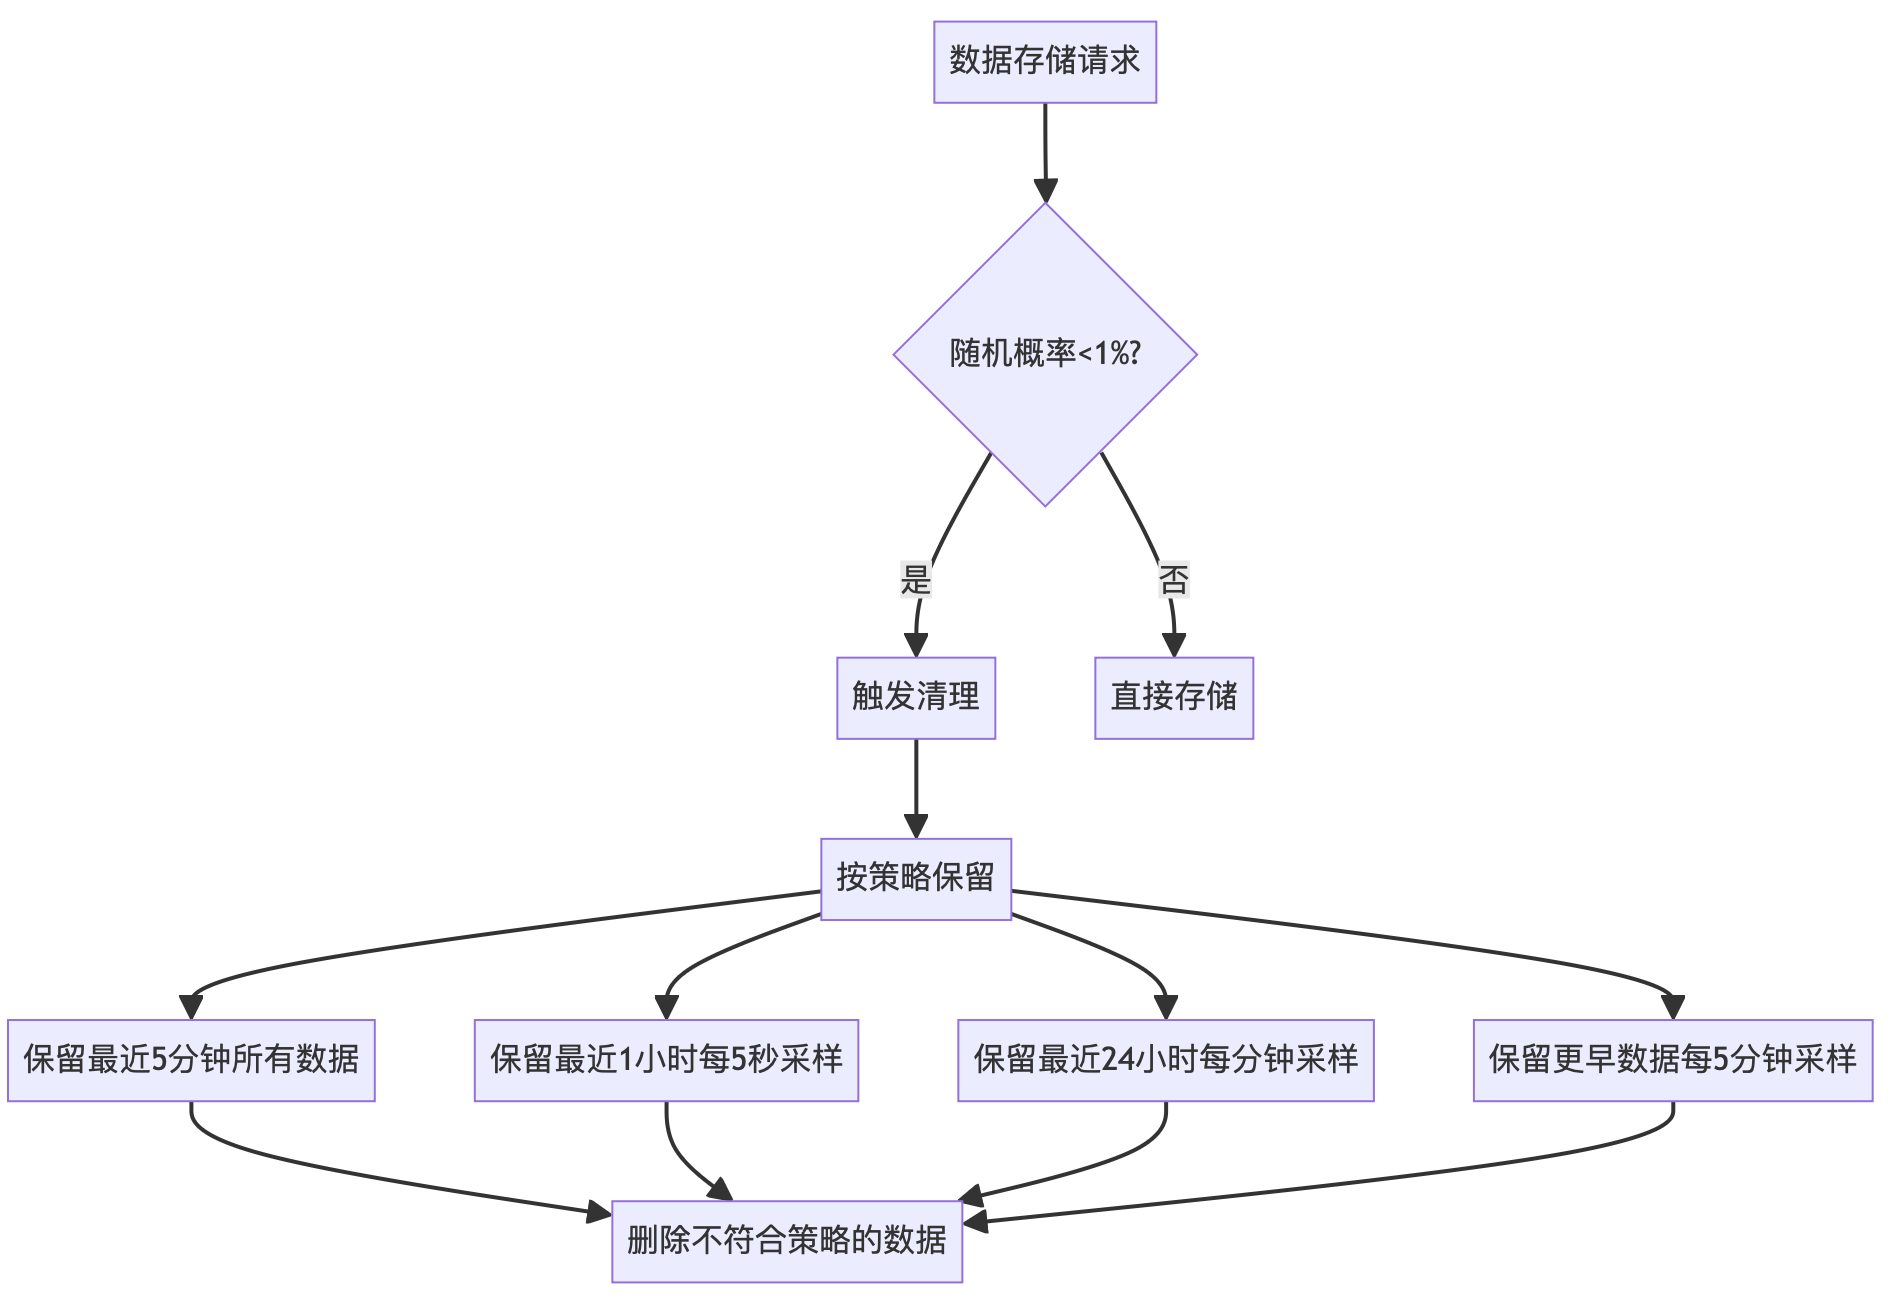 数据存储请求
随机概率<1%?
是
否
触发清理
直接存储
按策略保留
保留最近5分钟所有数据
保留最近1小时每5秒采样
保留最近24小时每分钟采样
保留更早数据每5分钟采样
删除不符合策略的数据